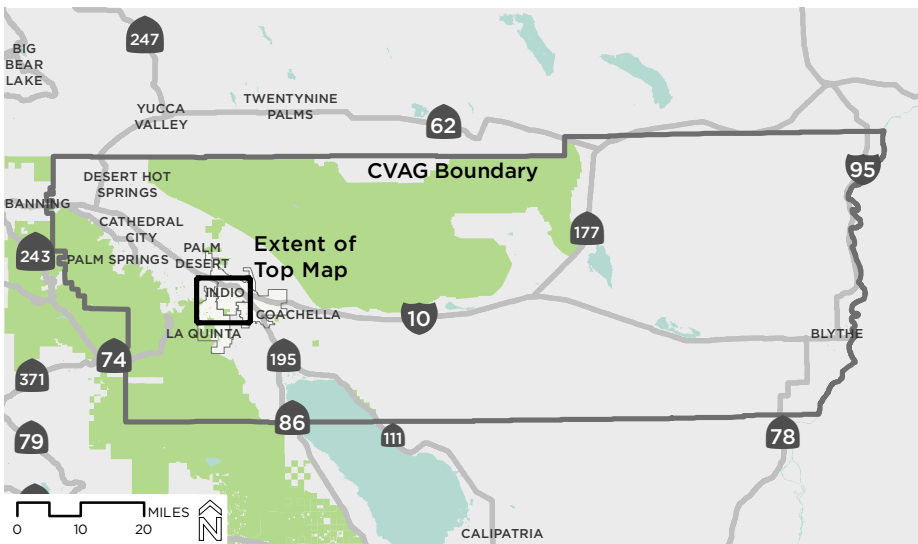 247
BIG
BEAR
LAKE
TWENTYNINE
PALMS
YUCCA
VALLEY
62
CVAG Boundary
95
DESERT HOT
SPRINGS
BANNING
CATHEDRAL
CITY
177
243
PALM SPRINGS
PALM
DESERT
Extent of
Top Map
INDIO
COACHELLA
10
LA QUINTA
BLYTHE
74
195
371
86
79
111
78
MILES
0
10
20
N
CALIPATRIA